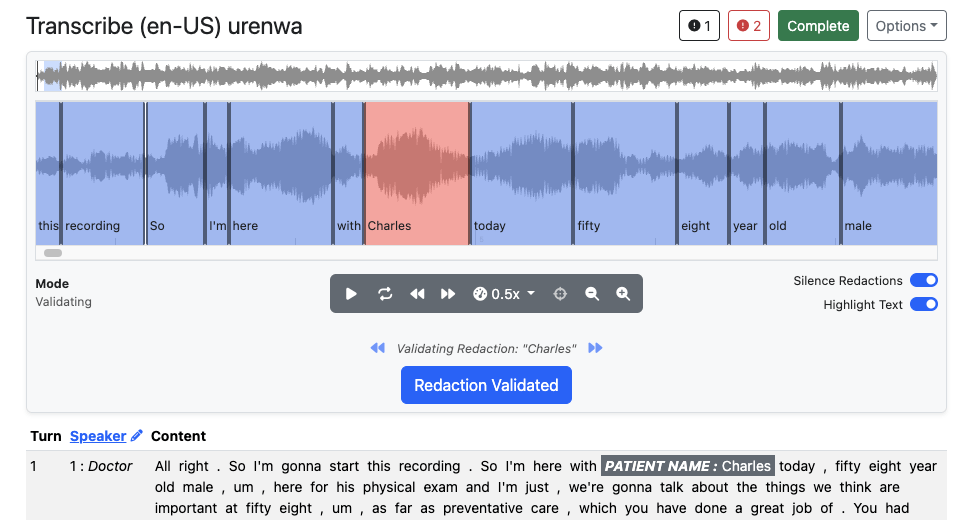 Transcribe (en-US) urenwa
1
2
Complete
Options
this recording So I'm here with Charles today fifty eight year old male
Mode
Validating
0.5x
Silence Redactions
Highlight Text
Validating Redaction: "Charles"
Redaction Validated
Turn Speaker Content
1 1 : Doctor All right . So I'm gonna start this recording . So I'm here with PATIENT NAME : Charles today , fifty eight year
old male , um , here for his physical exam and I'm just , we're gonna talk about the things we think are
important at fifty eight , um , as far as preventative care , which you have done a great job of . You had